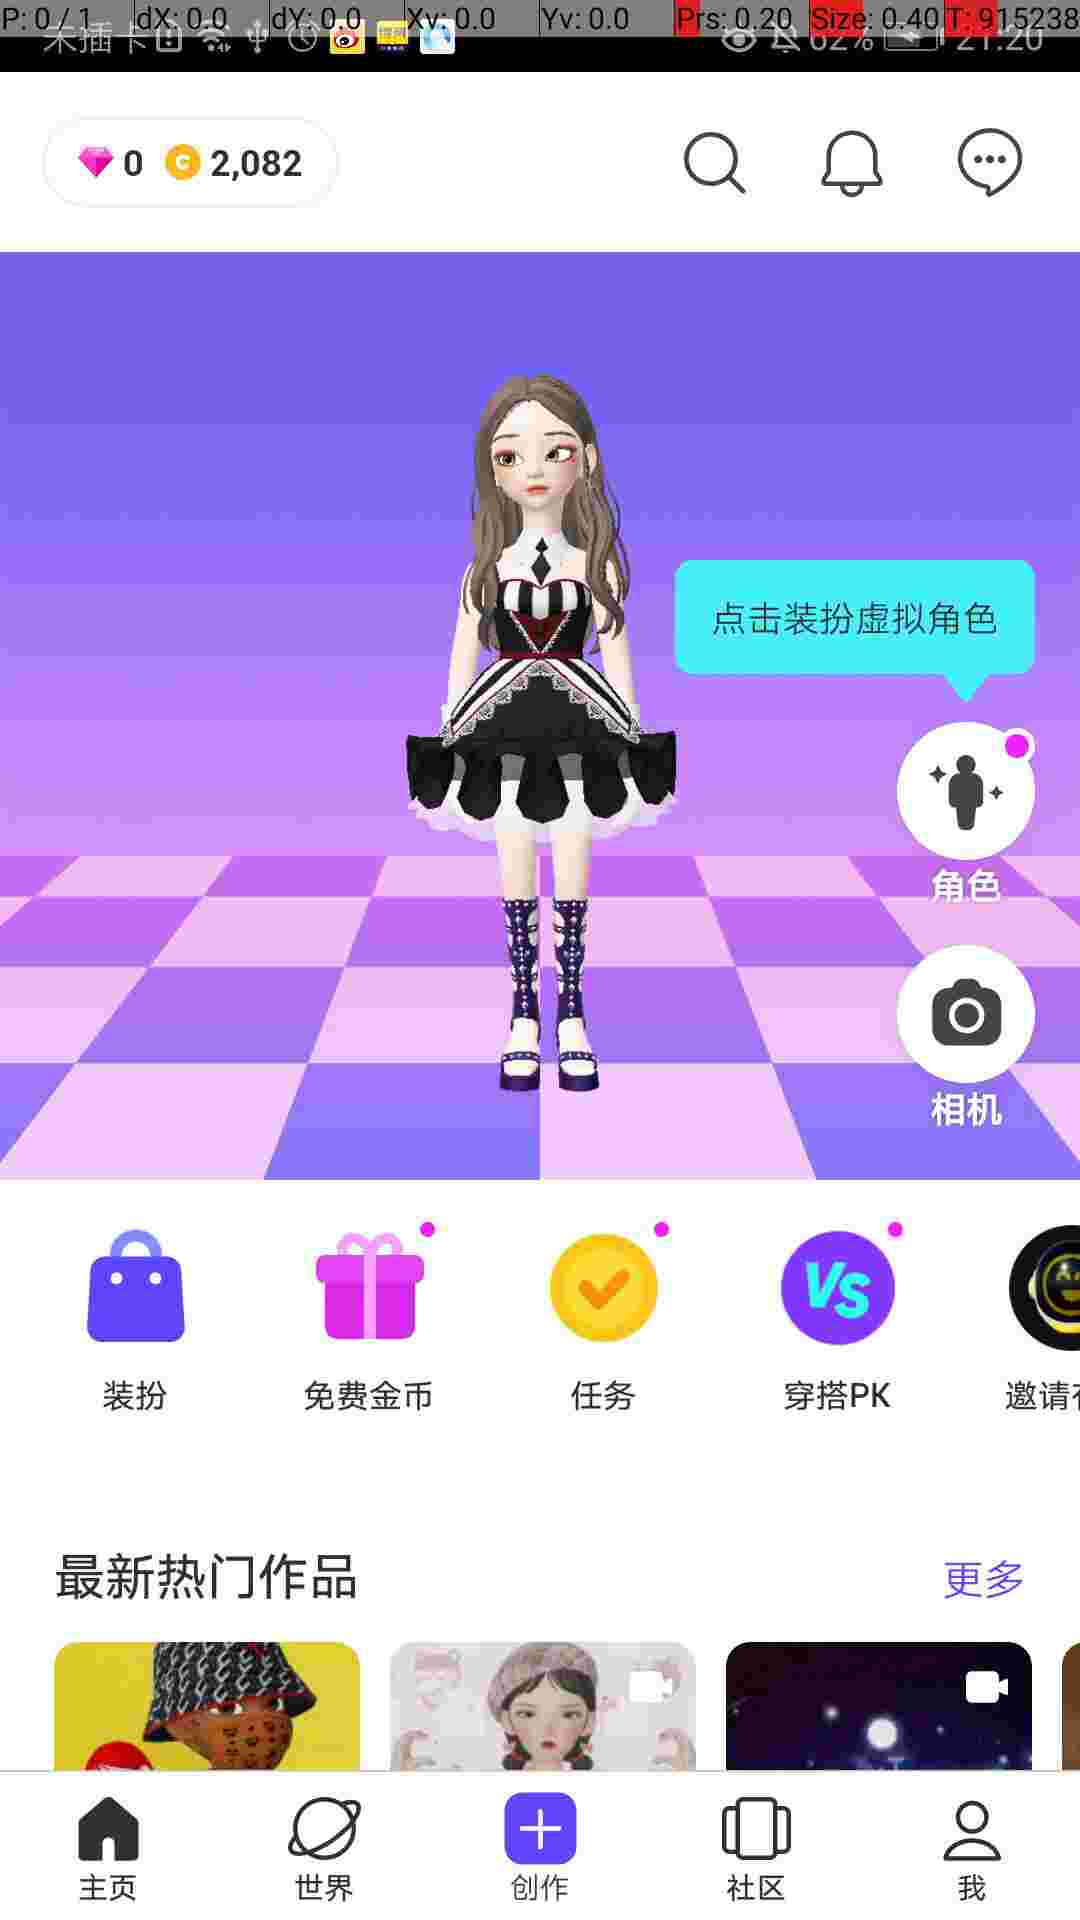 P: 0 / 1 dX: 0.0 dY: 0.0 Xv: 0.0 Yv: 0.0 Prs: 0.20 Size: 0.40 T: 915238
未插卡 62% 21:20
0 2,082
点击装扮虚拟角色
角色
相机
装扮 免费金币 任务 穿搭PK 邀请
最新热门作品 更多
主页 世界 创作 社区 我